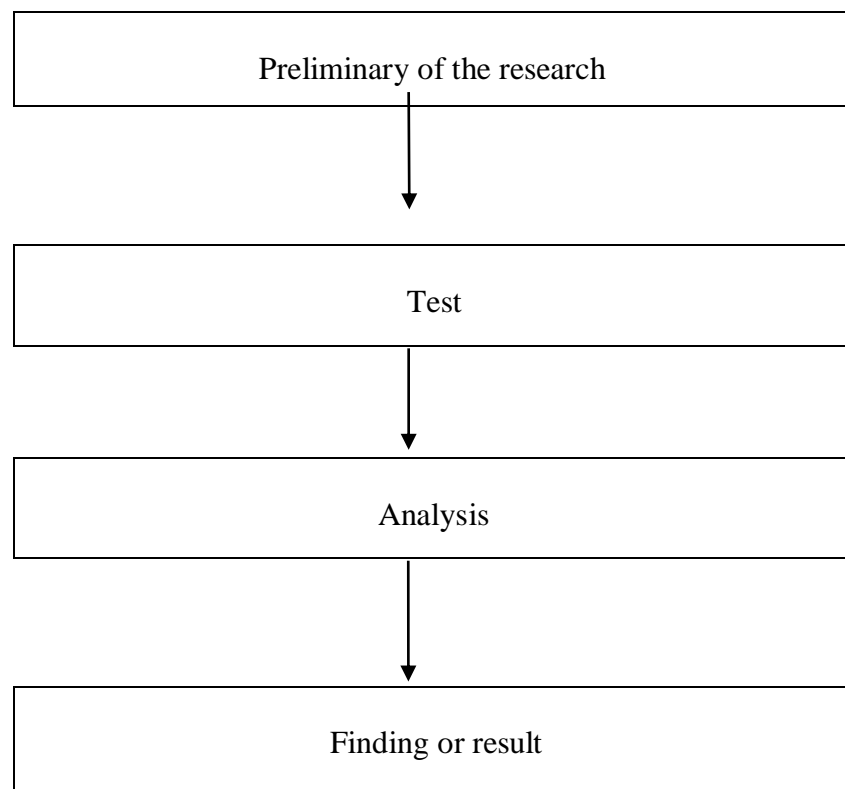 Preliminary of the research
Test
Analysis
Finding or result